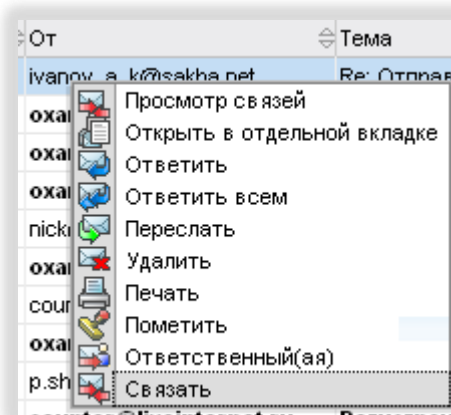 От Тема
ivanov_a_k@sakha.net Re:
Просмотр связей
Открыть в отдельной вкладке
Ответить
Ответить всем
Переслать
Удалить
Печать
Пометить
Ответственный(ая)
Связать